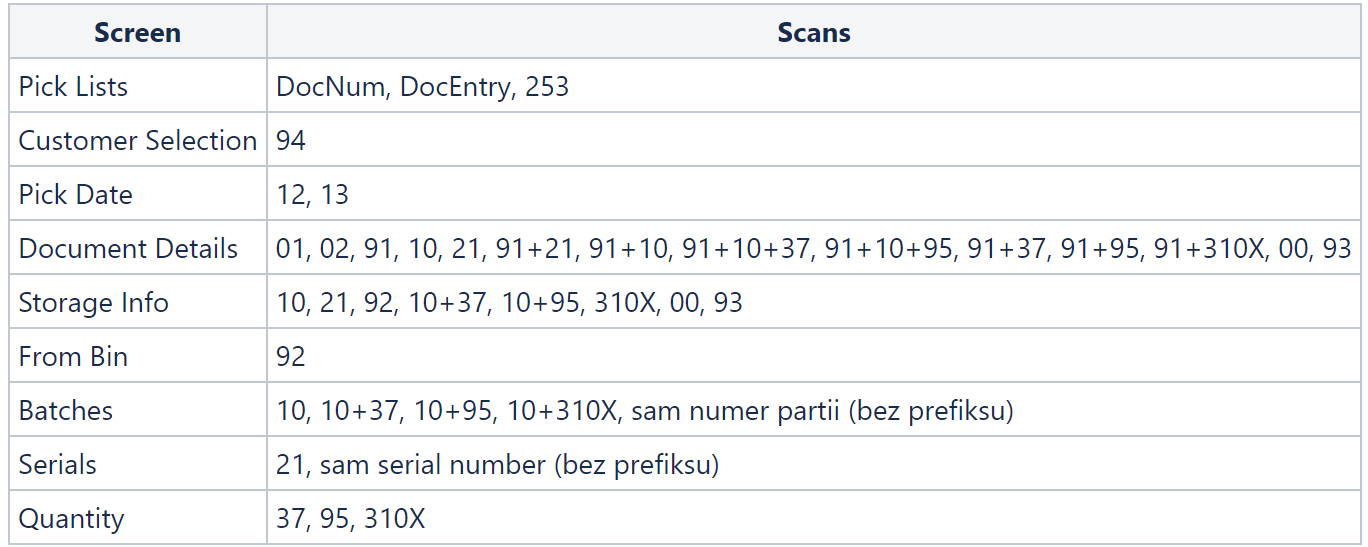 Screen Scans
Pick Lists DocNum, DocEntry, 253
Customer Selection 94
Pick Date 12, 13
Document Details 01, 02, 91, 10, 21, 91+21, 91+10, 91+10+37, 91+10+95, 91+37, 91+95, 91+310X, 00, 93
Storage Info 10, 21, 92, 10+37, 10+95, 310X, 00, 93
From Bin 92
Batches 10, 10+37, 10+95, 10+310X, sam numer partii (bez prefiksu)
Serials 21, sam serial number (bez prefiksu)
Quantity 37, 95, 310X